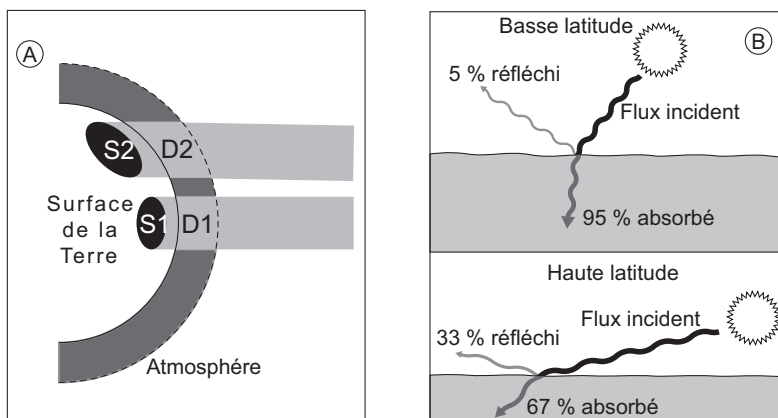 A
S2
D2
S1
D1
Surface
de la
Terre
Atmosphére
B
Basse latitude
5 % réfléchi
Flux incident
95 % absorbé
Haute latitude
Flux incident
33 % réfléchi
67 % absorbé